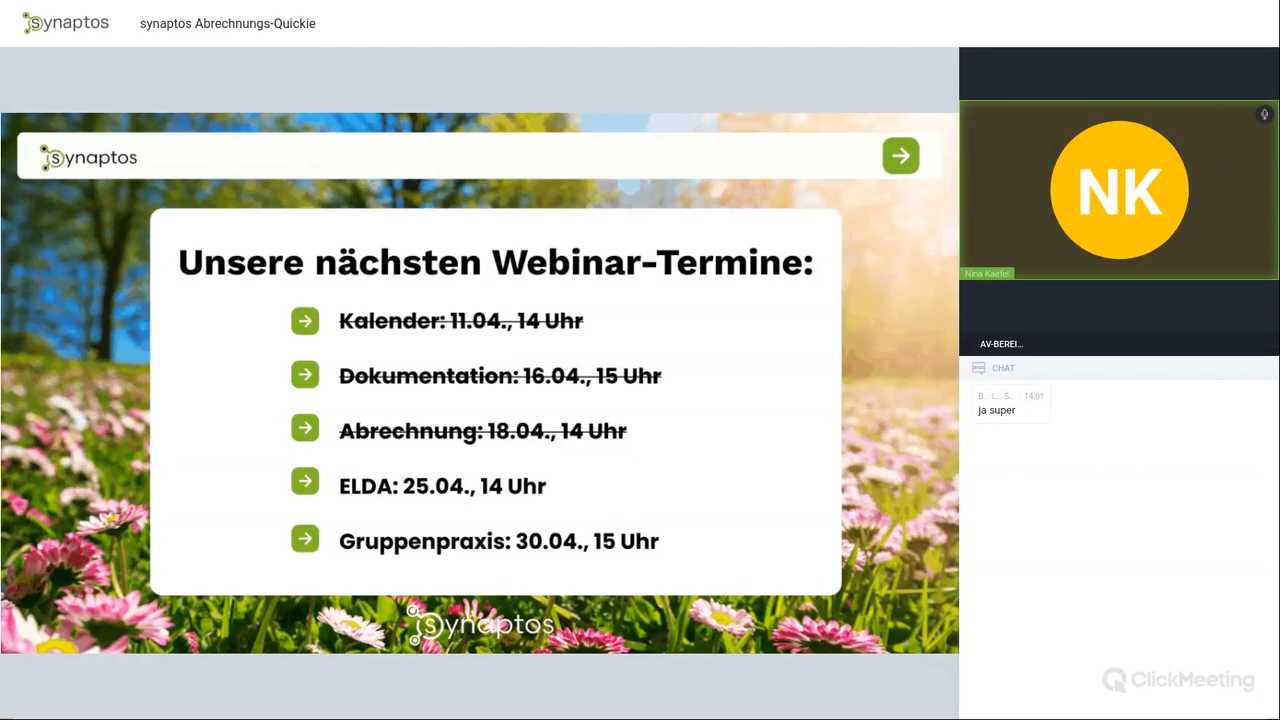 synaptos
synaptos Abrechnungs-Quickie
synaptos
Unsere nächsten Webinar-Termine:
Kalender: 11.04., 14 Uhr
Dokumentation: 16.04., 15 Uhr
Abrechnung: 18.04., 14 Uhr
ELDA: 25.04., 14 Uhr
Gruppenpraxis: 30.04., 15 Uhr
synaptos
NK
Nina Kaefel
AV-BEREI...
CHAT
B... L... S... · 14:01
ja super
ClickMeeting